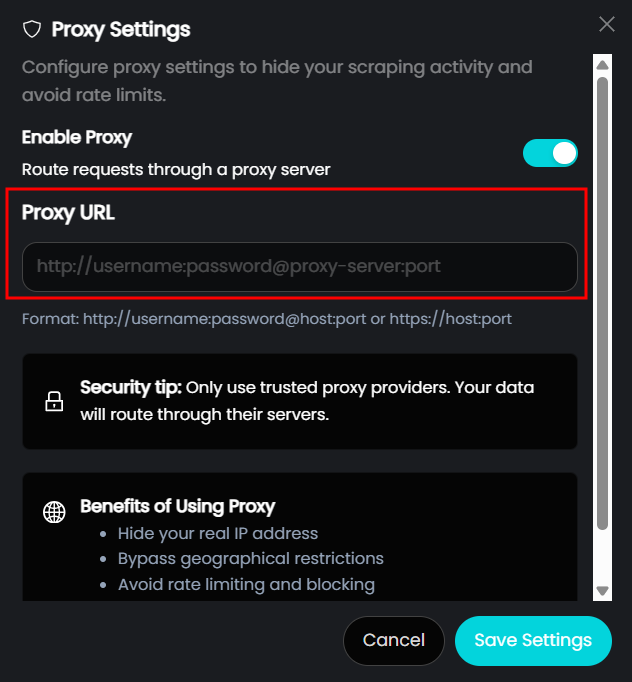 Proxy Settings
Configure proxy settings to hide your scraping activity and
avoid rate limits.
Enable Proxy
Route requests through a proxy server
Proxy URL
http://username:password@proxy-server:port
Format: http://username:password@host:port or https://host:port
Security tip: Only use trusted proxy providers. Your data
will route through their servers.
Benefits of Using Proxy
• Hide your real IP address
• Bypass geographical restrictions
• Avoid rate limiting and blocking
Cancel
Save Settings